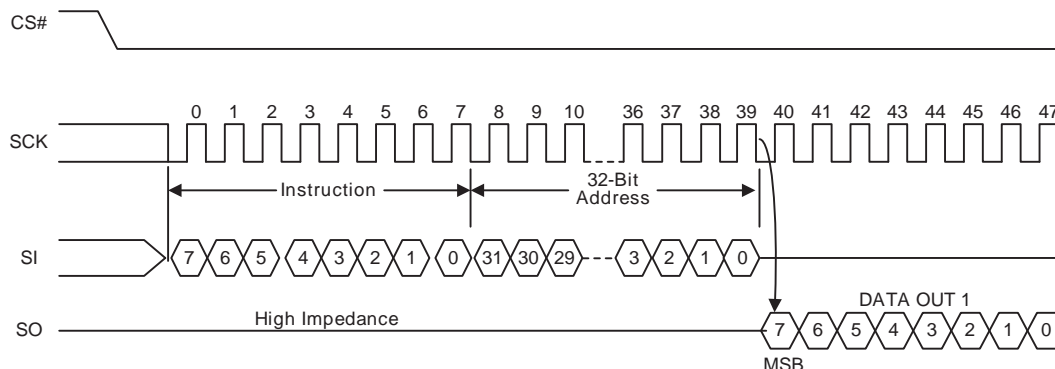 CS#
0 1 2 3 4 5 6 7 8 9 10 36 37 38 39 40 41 42 43 44 45 46 47
SCK
Instruction
32-Bit
Address
SI
7 6 5 4 3 2 1 0 31 30 29 3 2 1 0
DATA OUT 1
High Impedance
SO
7 6 5 4 3 2 1 0
MSB